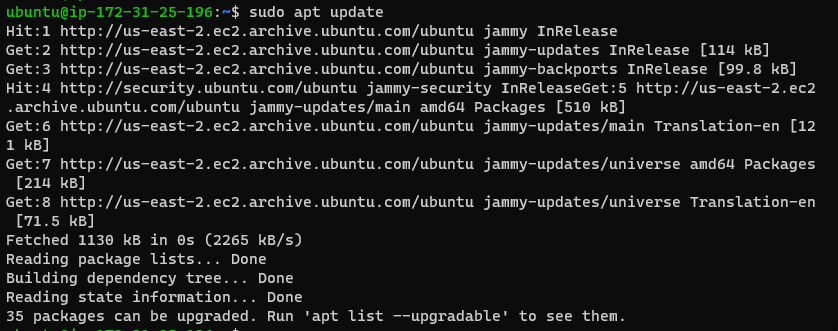 ubuntu@ip-172-31-25-196:~$ sudo apt update
Hit:1 http://us-east-2.ec2.archive.ubuntu.com/ubuntu jammy InRelease
Get:2 http://us-east-2.ec2.archive.ubuntu.com/ubuntu jammy-updates InRelease [114 kB]
Get:3 http://us-east-2.ec2.archive.ubuntu.com/ubuntu jammy-backports InRelease [99.8 kB]
Hit:4 http://security.ubuntu.com/ubuntu jammy-security InReleaseGet:5 http://us-east-2.ec2
.archive.ubuntu.com/ubuntu jammy-updates/main amd64 Packages [510 kB]
Get:6 http://us-east-2.ec2.archive.ubuntu.com/ubuntu jammy-updates/main Translation-en [12
1 kB]
Get:7 http://us-east-2.ec2.archive.ubuntu.com/ubuntu jammy-updates/universe amd64 Packages
 [214 kB]
Get:8 http://us-east-2.ec2.archive.ubuntu.com/ubuntu jammy-updates/universe Translation-en
 [71.5 kB]
Fetched 1130 kB in 0s (2265 kB/s)
Reading package lists... Done
Building dependency tree... Done
Reading state information... Done
35 packages can be upgraded. Run 'apt list --upgradable' to see them.